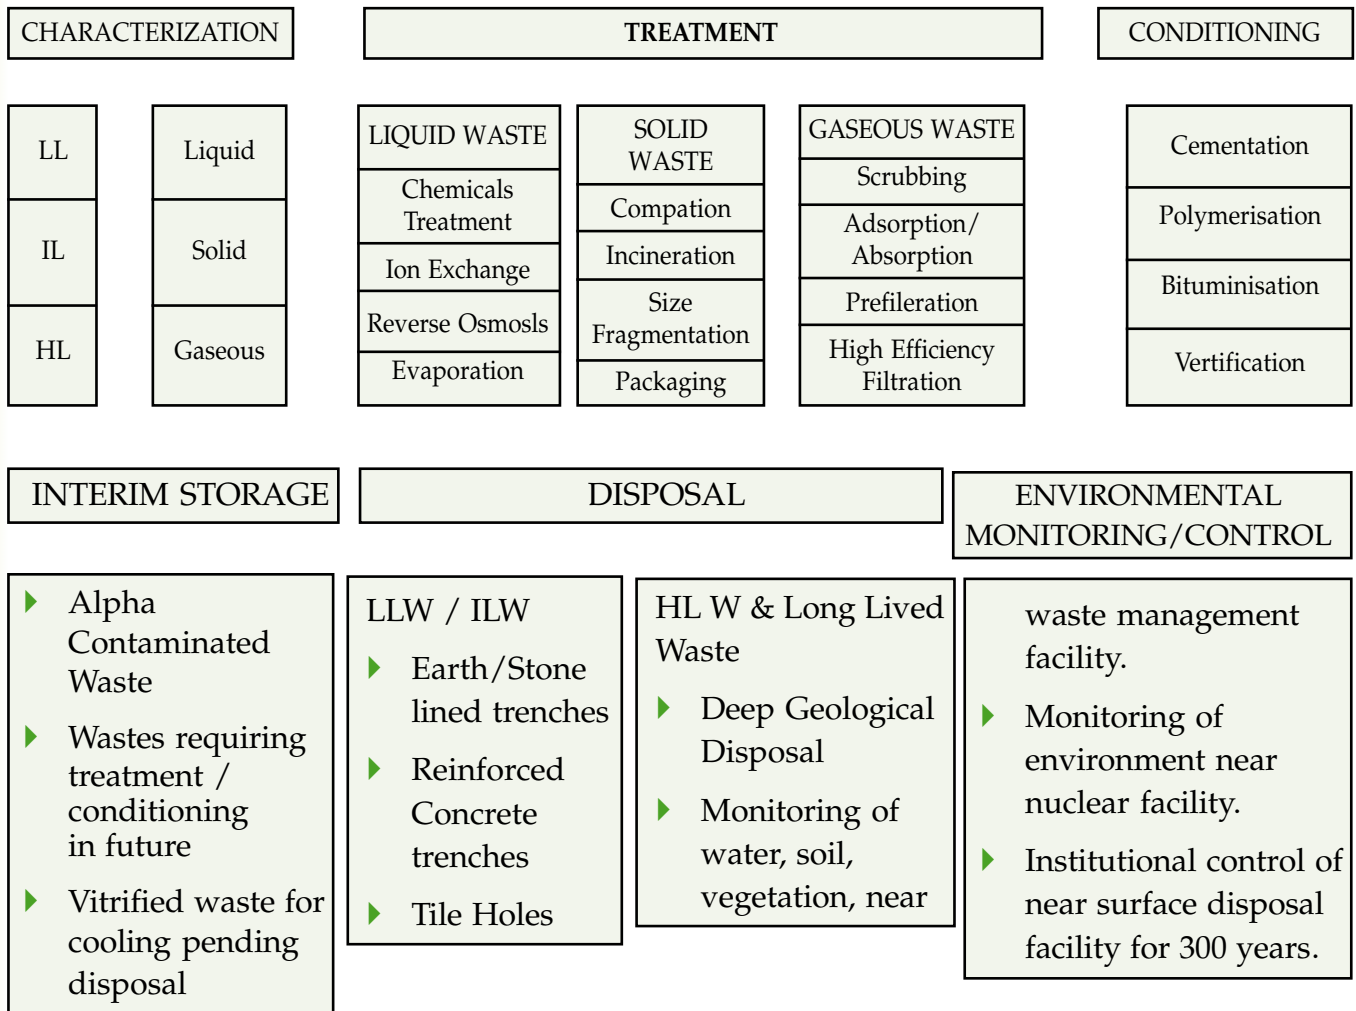 CHARACTERIZATION
TREATMENT
CONDITIONING
LL
IL
HL
Liquid
Solid
Gaseous
LIQUID WASTE
Chemicals
Treatment
Ion Exchange
Reverse Osmosls
Evaporation
SOLID
WASTE
Compation
Incineration
Size
Fragmentation
Packaging
GASEOUS WASTE
Scrubbing
Adsorption/
Absorption
Prefileration
High Efficiency
Filtration
Cementation
Polymerisation
Bituminisation
Vertification
INTERIM STORAGE
DISPOSAL
ENVIRONMENTAL
MONITORING/CONTROL
Alpha
Contaminated
Waste
Wastes requiring
treatment /
conditioning
in future
Vitrified waste for
cooling pending
disposal
LLW / ILW
Earth/Stone
lined trenches
Reinforced
Concrete
trenches
Tile Holes
HL W & Long Lived
Waste
Deep Geological
Disposal
Monitoring of
water, soil,
vegetation, near
waste management
facility.
Monitoring of
environment near
nuclear facility.
Institutional control of
near surface disposal
facility for 300 years.